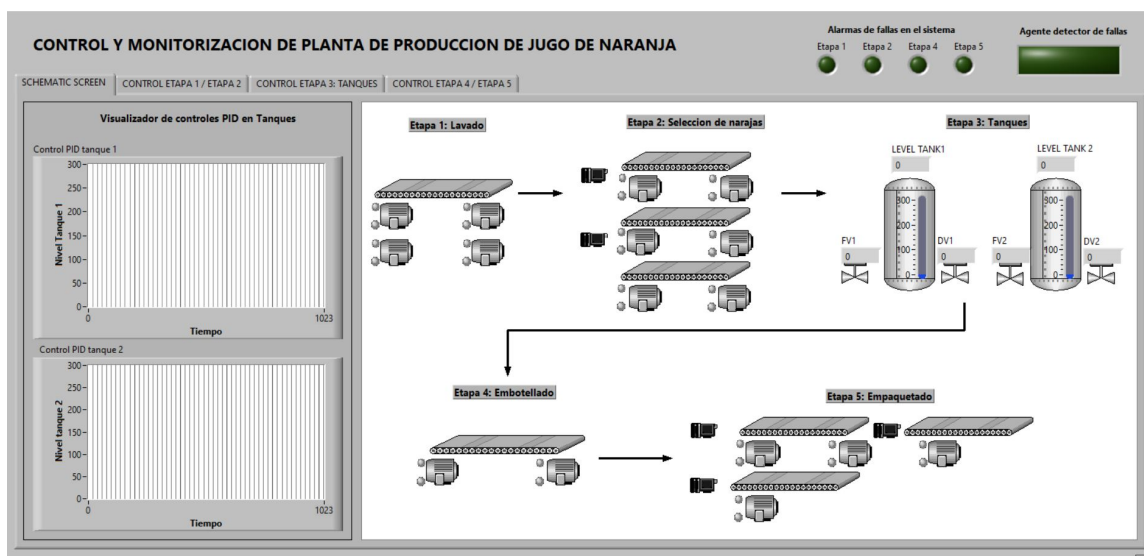 CONTROL Y MONITORIZACION DE PLANTA DE PRODUCCION DE JUGO DE NARANJA
Alarmas de fallas en el sistema
Etapa 1 Etapa 2 Etapa 4 Etapa 5
Agente detector de fallas
SCHEMATIC SCREEN
CONTROL ETAPA 1 / ETAPA 2
CONTROL ETAPA 3: TANQUES
CONTROL ETAPA 4 / ETAPA 5
Visualizador de controles PID en Tanques
Control PID tanque 1
Nivel Tanque 1
300
250
200
150
100
50
0
0 1023
Tiempo
Control PID tanque 2
Nivel tanque 2
300
250
200
150
100
50
0
0 1023
Tiempo
Etapa 1: Lavado
Etapa 2: Seleccion de narajas
Etapa 3: Tanques
LEVEL TANK1
0
300
200
100
0
FV1
0
DV1
0
LEVEL TANK 2
0
300
200
100
0
FV2
0
DV2
0
Etapa 4: Embotellado
Etapa 5: Empaquetado